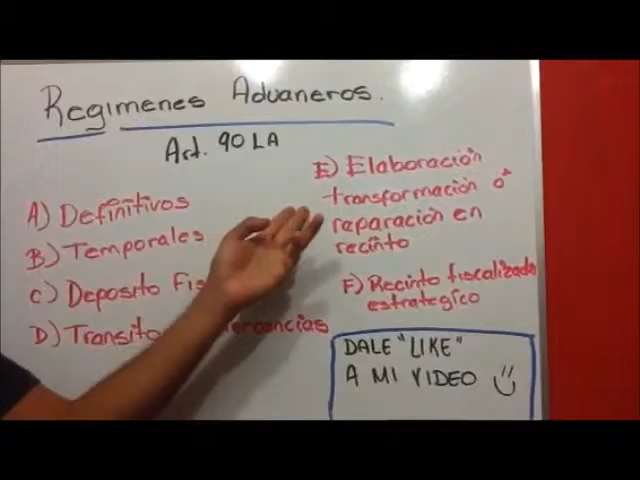 Regimenes Aduaneros.
Art. 90 LA
A) Definitivos
B) Temporales
C) Deposito Fis
D) Transito ercancias
E) Elaboración
transformación o
reparación en
recinto
F) Recinto fiscalizado
estrategico
DALE "LIKE"
A MI VIDEO